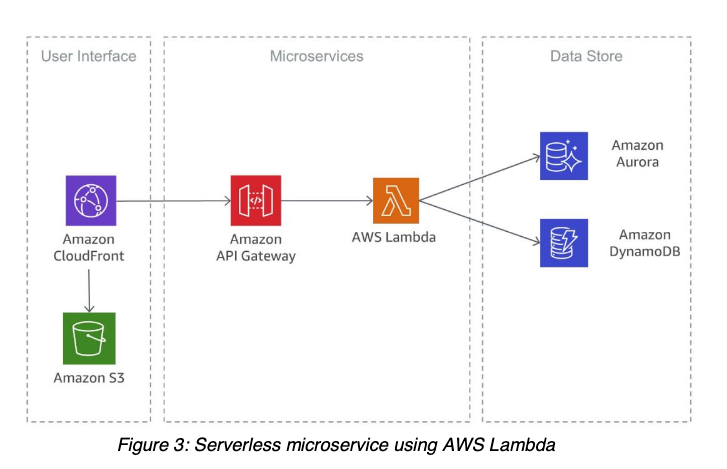 User Interface
Microservices
Data Store
Amazon
CloudFront
Amazon S3
Amazon
API Gateway
AWS Lambda
Amazon
Aurora
Amazon
DynamoDB
Figure 3: Serverless microservice using AWS Lambda